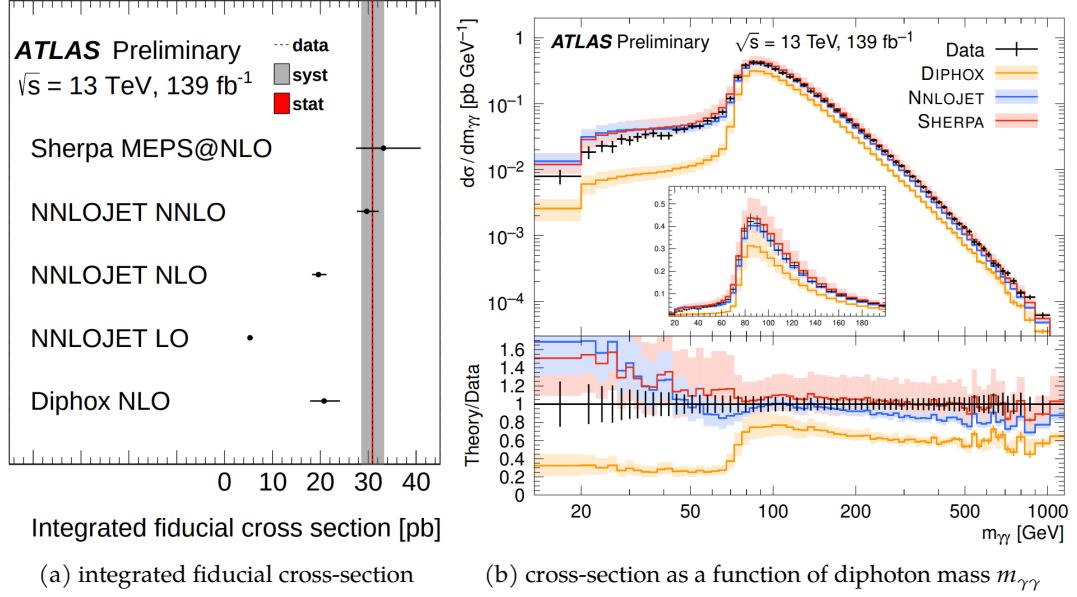 ATLAS Preliminary
√s = 13 TeV, 139 fb-1
data
syst
stat
Sherpa MEPS@NLO
NNLOJET NNLO
NNLOJET NLO
NNLOJET LO
Diphox NLO
0 10 20 30 40
Integrated fiducial cross section [pb]
(a) integrated fiducial cross-section
dσ/dmγγ [pb GeV⁻¹]
1
10⁻¹
10⁻²
10⁻³
10⁻⁴
ATLAS Preliminary √s = 13 TeV, 139 fb⁻¹
Data
DIPHOX
NNLOJET
SHERPA
0.5
0.4
0.3
0.2
0.1
20 40 60 80 100 120 140 160 180
Theory/Data
1.6
1.4
1.2
1
0.8
0.6
0.4
0.2
0
20 50 100 200 500 1000
mγγ [GeV]
(b) cross-section as a function of diphoton mass mγγ